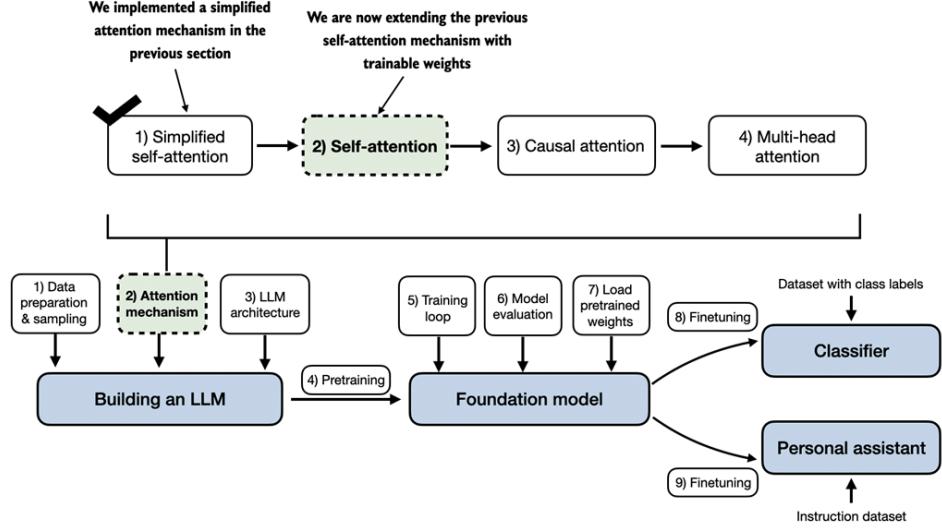 We implemented a simplified
attention mechanism in the
previous section
We are now extending the previous
self-attention mechanism with
trainable weights
1) Simplified
self-attention
2) Self-attention
3) Causal attention
4) Multi-head
attention
1) Data
preparation
& sampling
2) Attention
mechanism
3) LLM
architecture
5) Training
loop
6) Model
evaluation
7) Load
pretrained
weights
Dataset with class labels
8) Finetuning
Classifier
4) Pretraining
Building an LLM
Foundation model
Personal assistant
9) Finetuning
Instruction dataset